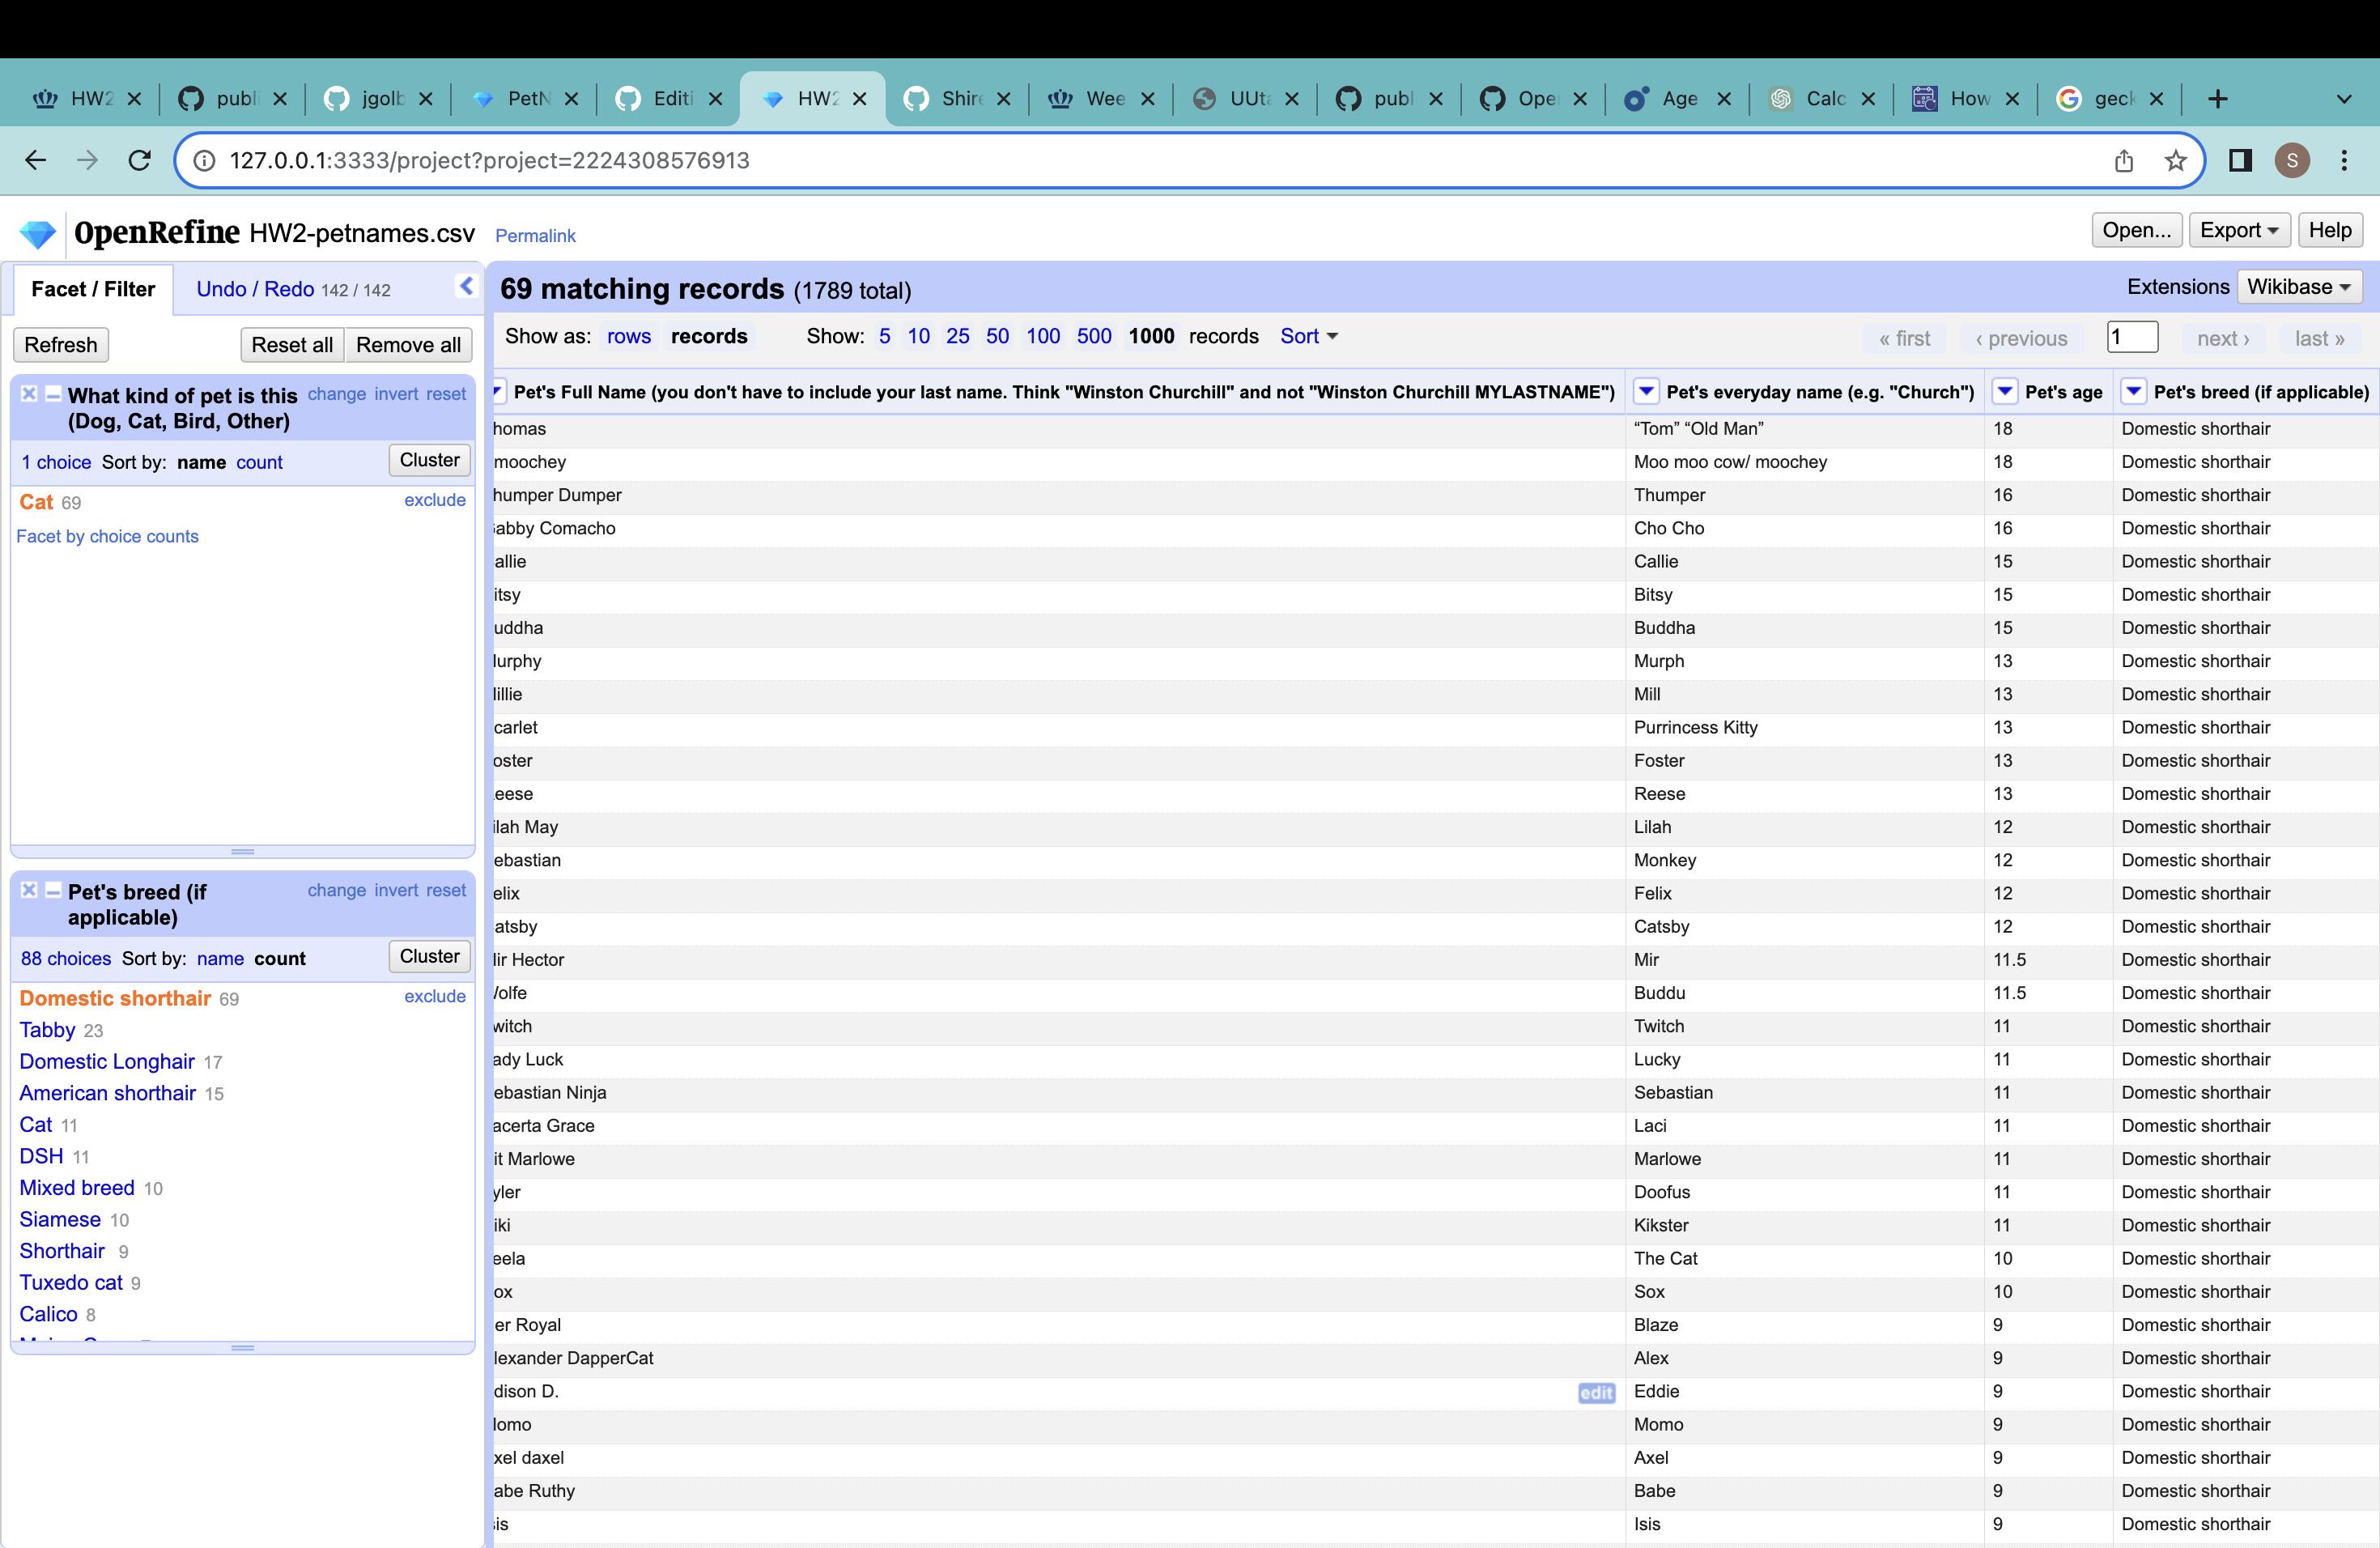 HW2 publi jgolb PetN Editi HW2 Shire Wee UUta publ Ope Age Calc How geck
127.0.0.1:3333/project?project=2224308576913 S
OpenRefine HW2-petnames.csv Permalink Open... Export Help
Facet / Filter Undo / Redo 142 / 142
69 matching records (1789 total) Extensions Wikibase
Refresh Reset all Remove all
Show as: rows records Show: 5 10 25 50 100 500 1000 records Sort « first ‹ previous 1 next › last »
What kind of pet is this (Dog, Cat, Bird, Other) change invert reset
1 choice Sort by: name count Cluster
Cat 69 exclude
Facet by choice counts
Pet's breed (if applicable) change invert reset
88 choices Sort by: name count Cluster
Domestic shorthair 69 exclude
Tabby 23
Domestic Longhair 17
American shorthair 15
Cat 11
DSH 11
Mixed breed 10
Siamese 10
Shorthair 9
Tuxedo cat 9
Calico 8
Pet's Full Name (you don't have to include your last name. Think "Winston Churchill" and not "Winston Churchill MYLASTNAME") Pet's everyday name (e.g. "Church") Pet's age Pet's breed (if applicable)
homas “Tom” “Old Man” 18 Domestic shorthair
moochey Moo moo cow/ moochey 18 Domestic shorthair
humper Dumper Thumper 16 Domestic shorthair
abby Comacho Cho Cho 16 Domestic shorthair
allie Callie 15 Domestic shorthair
itsy Bitsy 15 Domestic shorthair
uddha Buddha 15 Domestic shorthair
urphy Murph 13 Domestic shorthair
illie Mill 13 Domestic shorthair
carlet Purrincess Kitty 13 Domestic shorthair
oster Foster 13 Domestic shorthair
eese Reese 13 Domestic shorthair
ilah May Lilah 12 Domestic shorthair
ebastian Monkey 12 Domestic shorthair
elix Felix 12 Domestic shorthair
atsby Catsby 12 Domestic shorthair
ir Hector Mir 11.5 Domestic shorthair
olfe Buddu 11.5 Domestic shorthair
witch Twitch 11 Domestic shorthair
ady Luck Lucky 11 Domestic shorthair
ebastian Ninja Sebastian 11 Domestic shorthair
acerta Grace Laci 11 Domestic shorthair
it Marlowe Marlowe 11 Domestic shorthair
yler Doofus 11 Domestic shorthair
iki Kikster 11 Domestic shorthair
eela The Cat 10 Domestic shorthair
ox Sox 10 Domestic shorthair
er Royal Blaze 9 Domestic shorthair
lexander DapperCat Alex 9 Domestic shorthair
dison D. edit Eddie 9 Domestic shorthair
omo Momo 9 Domestic shorthair
xel daxel Axel 9 Domestic shorthair
abe Ruthy Babe 9 Domestic shorthair
sis Isis 9 Domestic shorthair